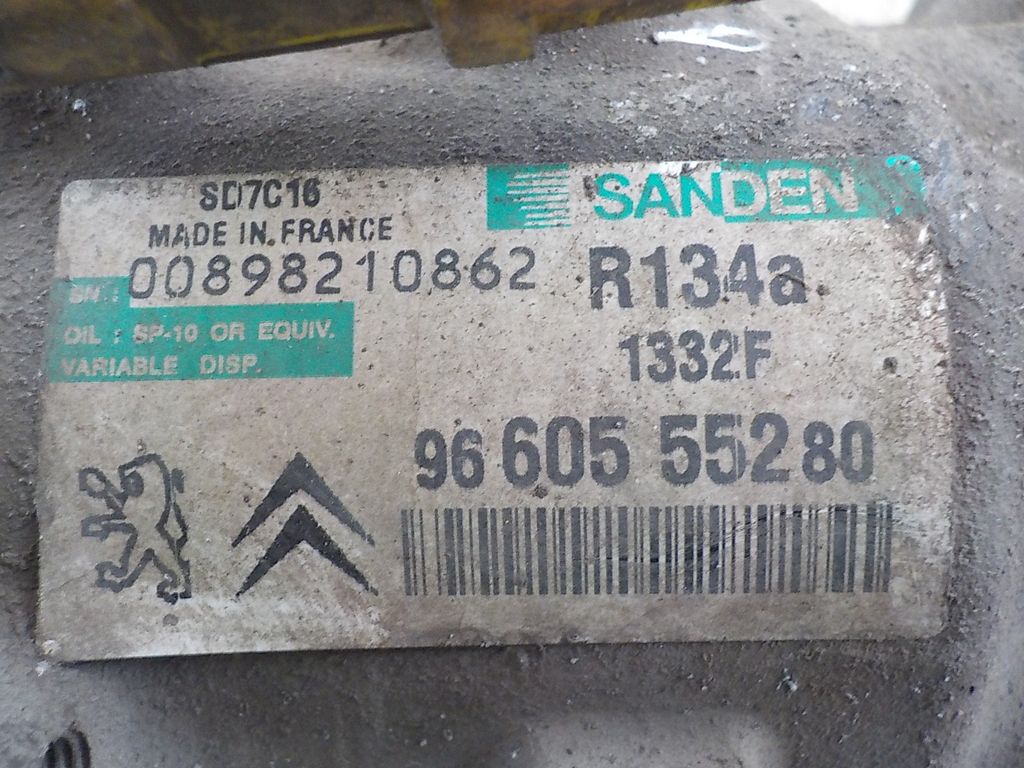 SD7C16
MADE IN FRANCE
SANDEN
SN.: 00898210862
R134a
OIL : SP-10 OR EQUIV.
VARIABLE DISP.
1332F
96 605 552 80